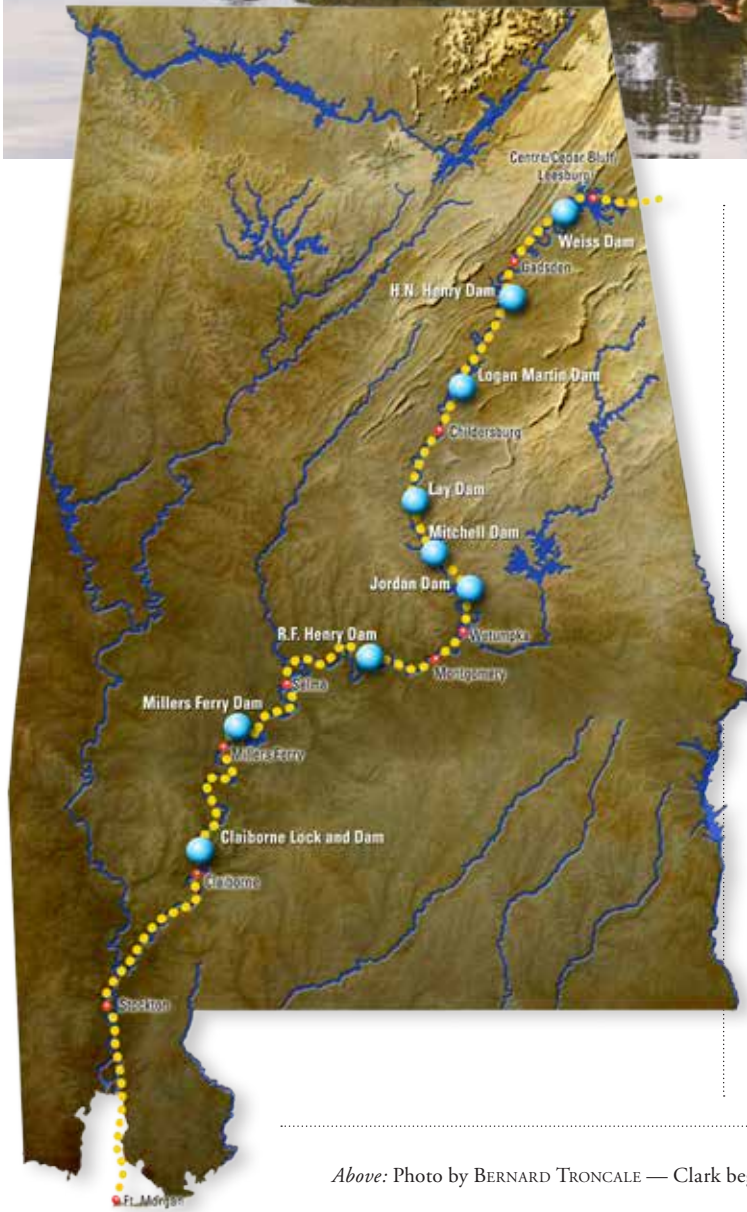 Centre/Cedar Bluff/
Leesburg
Weiss Dam
Gadsden
H.N. Henry Dam
Logan Martin Dam
Childersburg
Lay Dam
Mitchell Dam
Jordan Dam
Wetumpka
R.F. Henry Dam
Montgomery
Selma
Millers Ferry Dam
Millers Ferry
Claiborne Lock and Dam
Claiborne
Stockton
Ft. Morgan
Above: Photo by BERNARD TRONCALE — Clark be